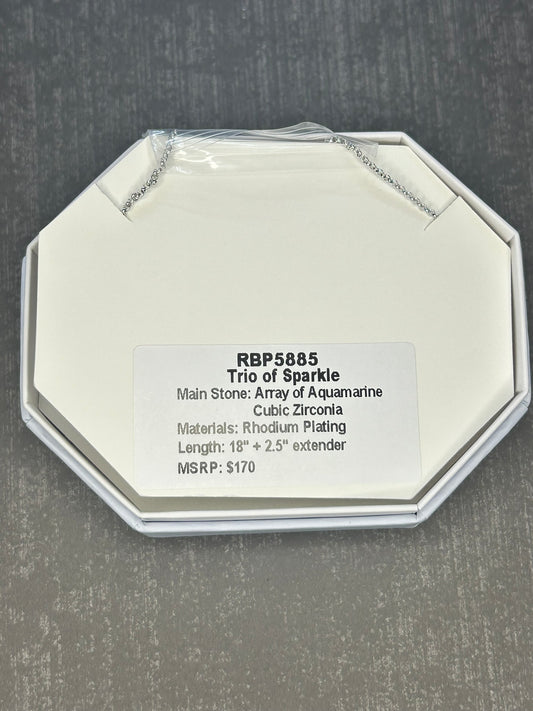 RBP5885
Trio of Sparkle
Main Stone: Array of Aquamarine
Cubic Zirconia
Materials: Rhodium Plating
Length: 18" + 2.5" extender
MSRP: $170